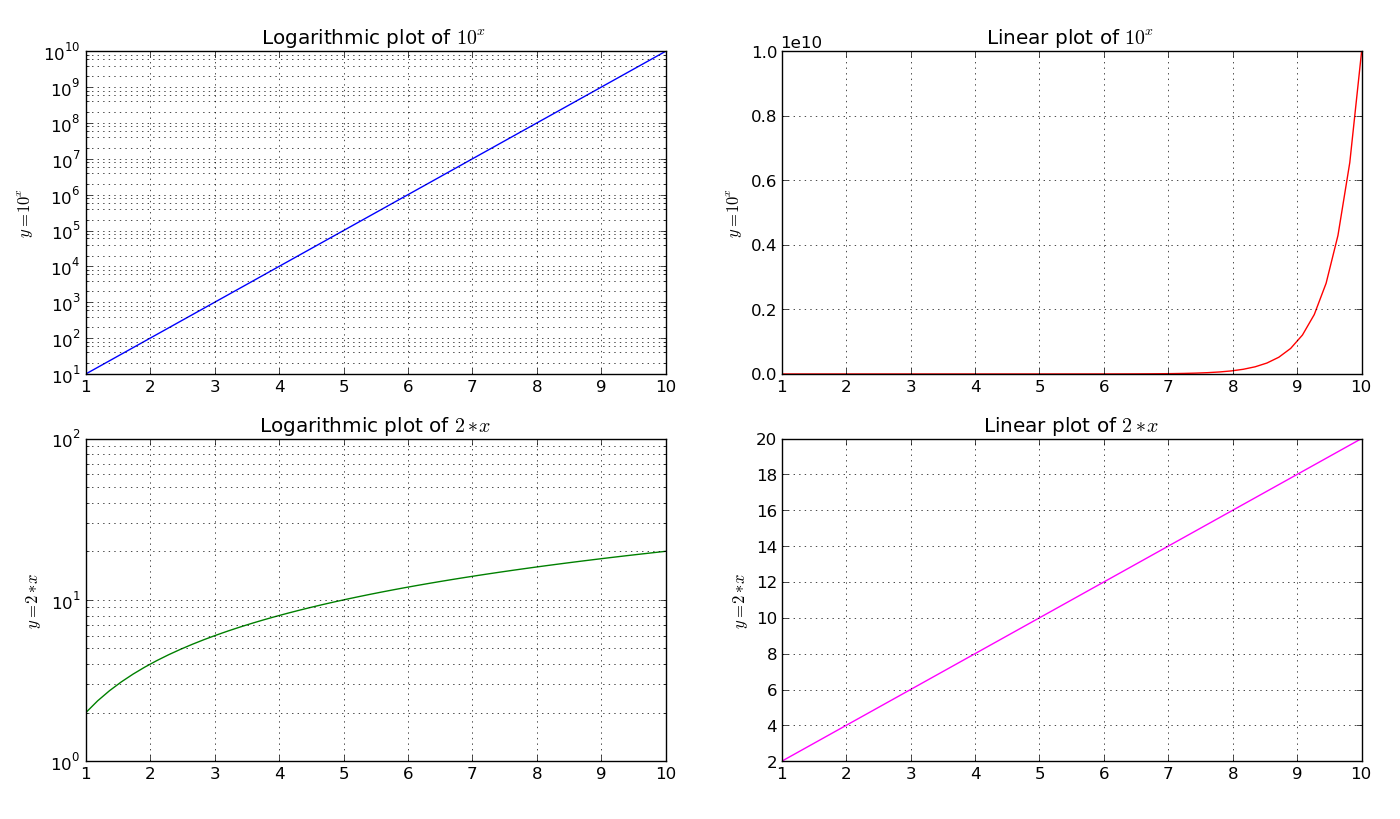 Logarithmic plot of 10^x
y=10^x
10^10
10^9
10^8
10^7
10^6
10^5
10^4
10^3
10^2
10^1
1 2 3 4 5 6 7 8 9 10
Linear plot of 10^x
1e10
y=10^x
1.0
0.8
0.6
0.4
0.2
0.0
1 2 3 4 5 6 7 8 9 10
Logarithmic plot of 2*x
y=2*x
10^2
10^1
10^0
1 2 3 4 5 6 7 8 9 10
Linear plot of 2*x
y=2*x
20
18
16
14
12
10
8
6
4
2
1 2 3 4 5 6 7 8 9 10